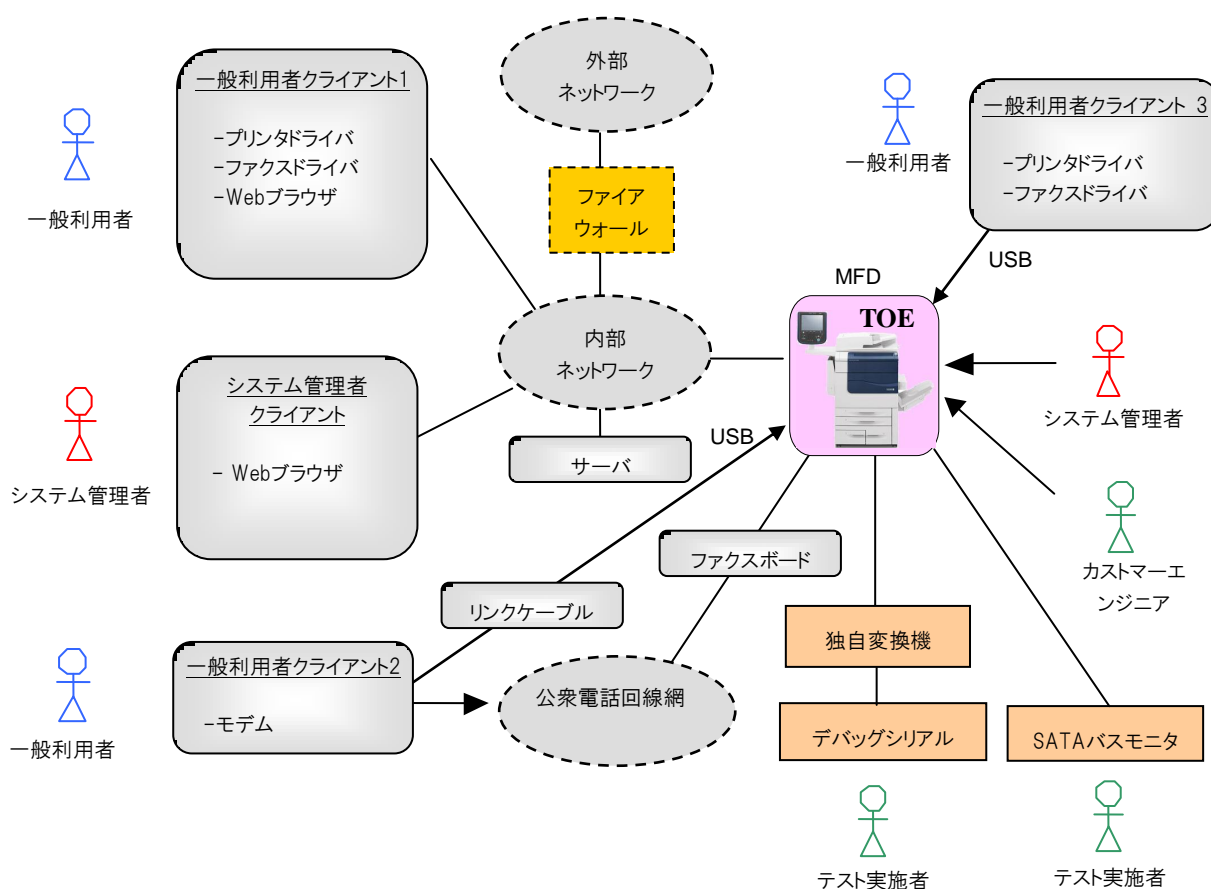 外部
ネットワーク
一般利用者クライアント1
-プリンタドライバ
-ファクスドライバ
-Webブラウザ
一般利用者
ファイア
ウォール
一般利用者
一般利用者クライアント 3
-プリンタドライバ
-ファクスドライバ
USB
MFD
TOE
内部
ネットワーク
システム管理者
クライアント
- Webブラウザ
システム管理者
サーバ
USB
システム管理者
ファクスボード
カストマーエ
ンジニア
リンクケーブル
一般利用者クライアント2
-モデム
一般利用者
公衆電話回線網
独自変換機
デバッグシリアル
SATAバスモニタ
テスト実施者
テスト実施者